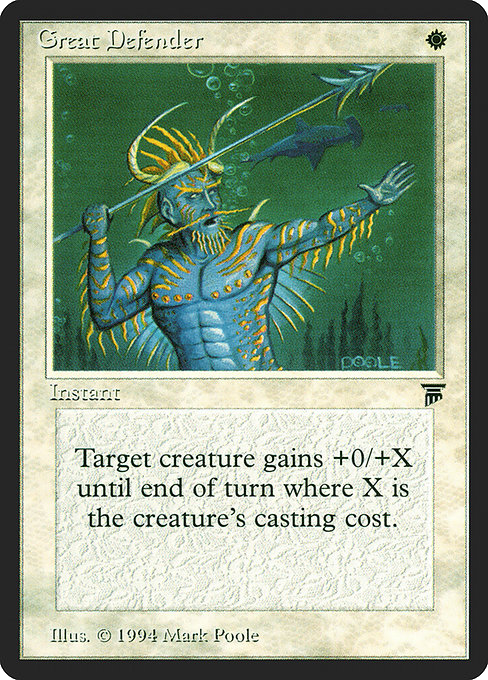 Great Defender
POOLE
Instant
Target creature gains +0/+X
until end of turn where X is
the creature's casting cost.
Illus. © 1994 Mark Poole